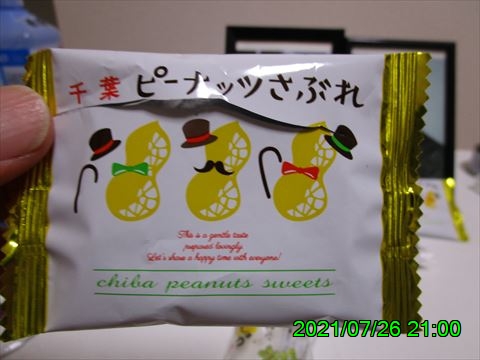 千葉 ピーナッツさぶれ
This is a gentle taste
prepared lovingly.
Let's share a happy time with everyone!
chiba peanuts sweets
2021/07/26 21:00